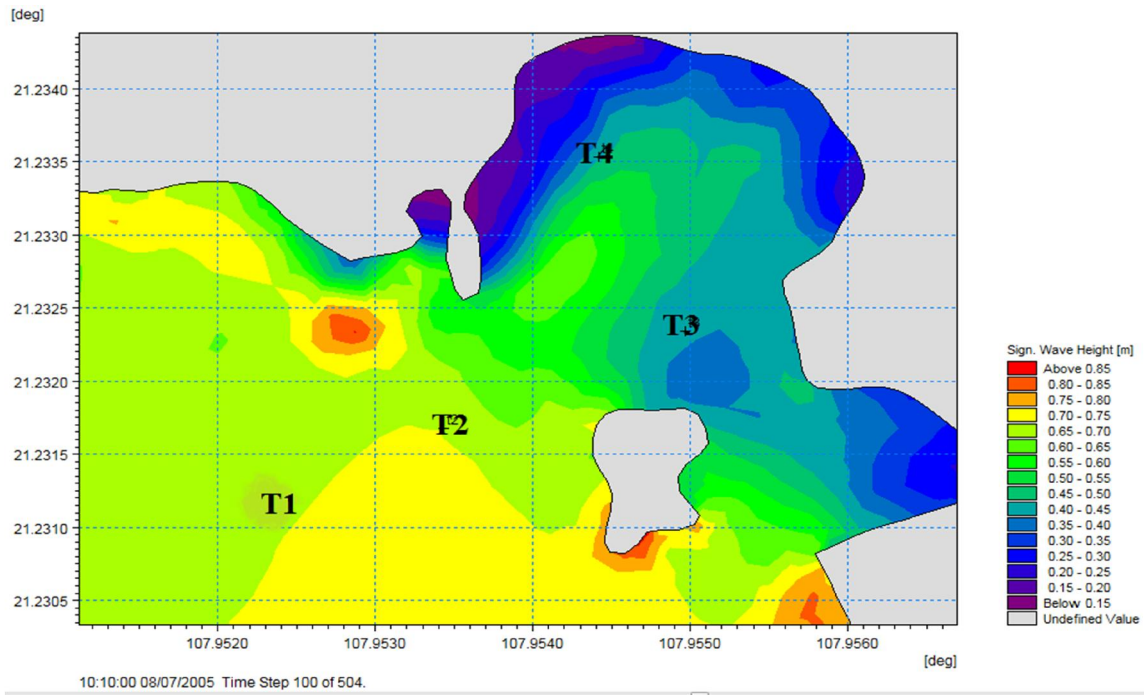 [deg]
21.2340
21.2335
21.2330
21.2325
21.2320
21.2315
21.2310
21.2305
T4
T3
T2
T1
107.9520
107.9530
107.9540
107.9550
107.9560
[deg]
10:10:00 08/07/2005 Time Step 100 of 504.
Sign. Wave Height [m]
Above 0.85
0.80 - 0.85
0.75 - 0.80
0.70 - 0.75
0.65 - 0.70
0.60 - 0.65
0.55 - 0.60
0.50 - 0.55
0.45 - 0.50
0.40 - 0.45
0.35 - 0.40
0.30 - 0.35
0.25 - 0.30
0.20 - 0.25
0.15 - 0.20
Below 0.15
Undefined Value